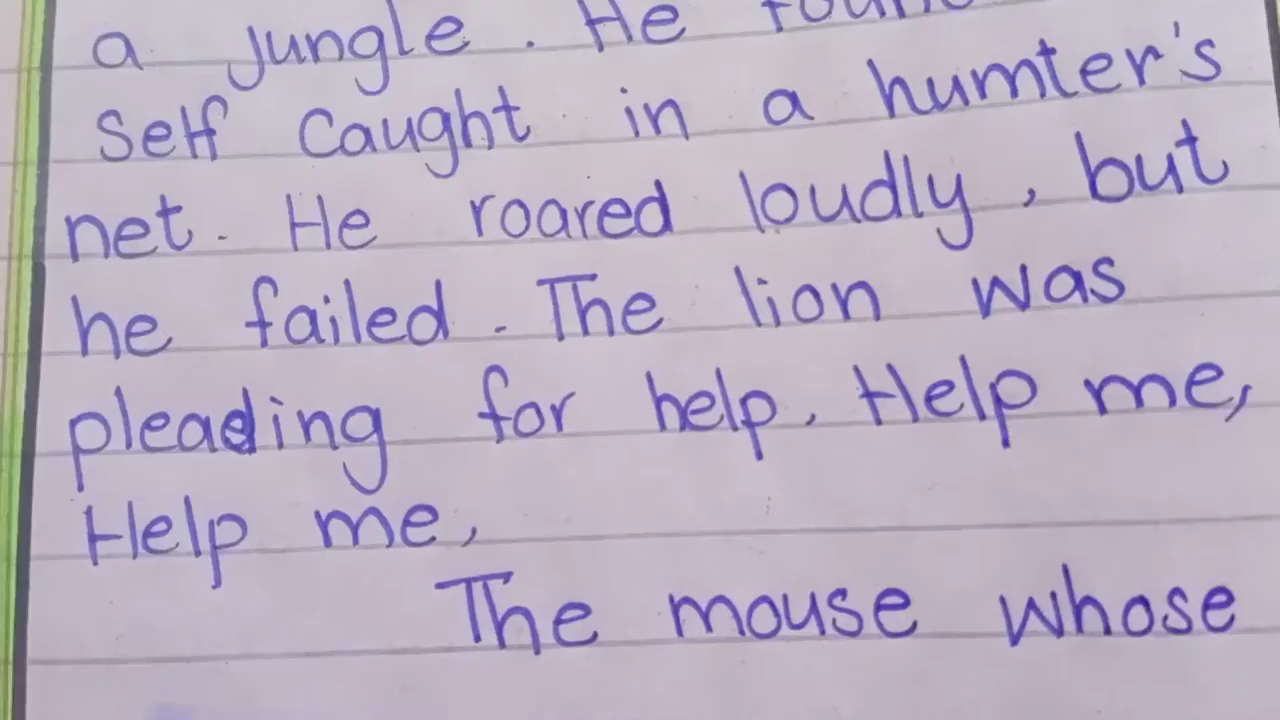 a jungle. He
Self Caught in a humter's
net. He roared loudly, but
he failed. The lion was
pleading for help. Help me,
Help me,
The mouse whose